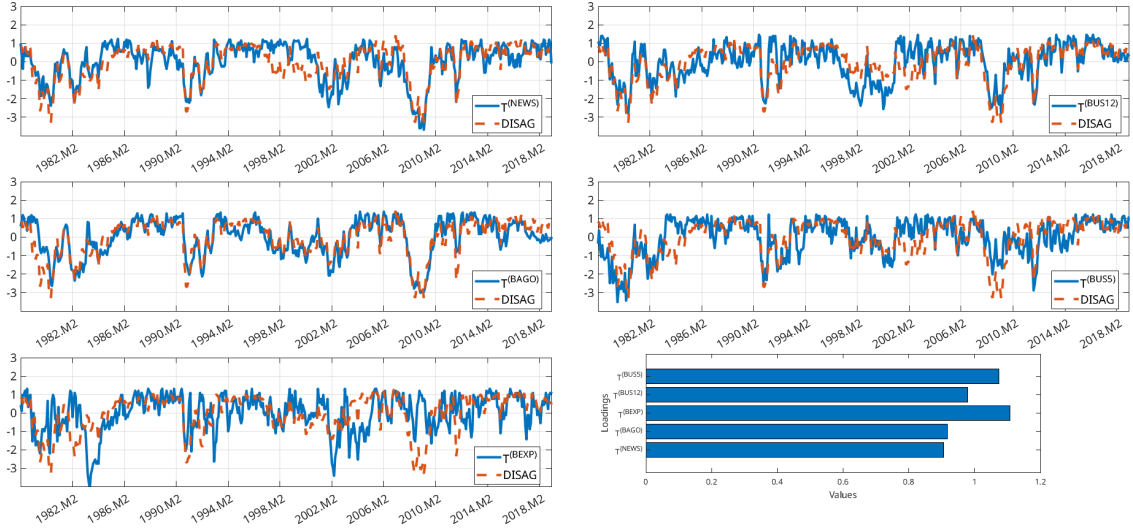 3
2
1
0
-1
-2
-3
T(NEWS)
DISAG
1982.M2
1986.M2
1990.M2
1994.M2
1998.M2
2002.M2
2006.M2
2010.M2
2014.M2
2018.M2
3
2
1
0
-1
-2
-3
T(BUS12)
DISAG
1982.M2
1986.M2
1990.M2
1994.M2
1998.M2
2002.M2
2006.M2
2010.M2
2014.M2
2018.M2
3
2
1
0
-1
-2
-3
T(BAGO)
DISAG
1982.M2
1986.M2
1990.M2
1994.M2
1998.M2
2002.M2
2006.M2
2010.M2
2014.M2
2018.M2
3
2
1
0
-1
-2
-3
T(BUS5)
DISAG
1982.M2
1986.M2
1990.M2
1994.M2
1998.M2
2002.M2
2006.M2
2010.M2
2014.M2
2018.M2
3
2
1
0
-1
-2
-3
T(BEXP)
DISAG
1982.M2
1986.M2
1990.M2
1994.M2
1998.M2
2002.M2
2006.M2
2010.M2
2014.M2
2018.M2
Loadings
T(BUS5)
T(BUS12)
T(BEXP)
T(BAGO)
T(NEWS)
0
0.2
0.4
0.6
0.8
1
1.2
Values